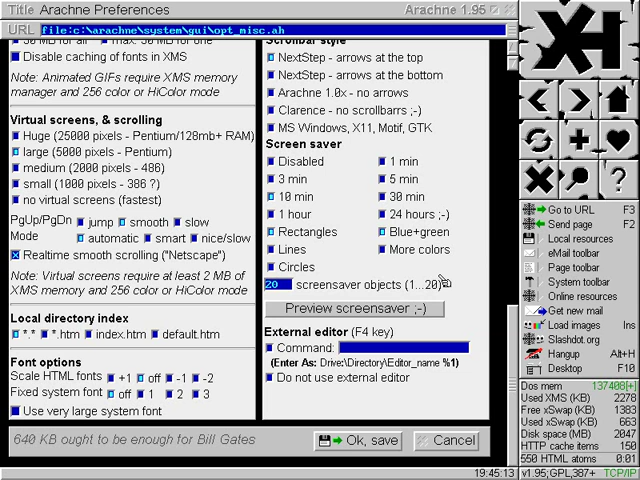 Title Arachne Preferences Arachne 1.95
URL file:c:\arachne\system\gui\opt_misc.ah
50 MB for all max. 30 MB for one
Disable caching of fonts in XMS
Note: Animated GIFs require XMS memory
manager and 256 color or HiColor mode
Virtual screens, & scrolling
Huge (25000 pixels - Pentium/128mb+ RAM)
large (5000 pixels - Pentium)
medium (2000 pixels - 486)
small (1000 pixels - 386 ?)
no virtual screens (fastest)
PgUp/PgDn jump smooth slow
Mode automatic smart nice/slow
Realtime smooth scrolling ("Netscape")
Note: Virtual screens require at least 2 MB of
XMS memory and 256 color or HiColor mode
Local directory index
*.* *.htm index.htm default.htm
Font options
Scale HTML fonts +1 off -1 -2
Fixed system font off 1 2 3
Use very large system font
Scrollbar style
NextStep - arrows at the top
NextStep - arrows at the bottom
Arachne 1.0x - no arrows
Clarence - no scrollbarrs ;-)
MS Windows, X11, Motif, GTK
Screen saver
Disabled 1 min
3 min 5 min
10 min 30 min
1 hour 24 hours ;-)
Rectangles Blue+green
Lines More colors
Circles
20 screensaver objects (1...20)
Preview screensaver ;-)
External editor (F4 key)
Command:
(Enter As: Drive:\Directory\Editor_name %1)
Do not use external editor
640 KB ought to be enough for Bill Gates Ok, save Cancel
19:45:13
Go to URL F3
Send page F2
Local resources
eMail toolbar
Page toolbar
System toolbar
Online resources
Get new mail
Load images Ins
Slashdot.org
Hangup Alt+H
Desktop F10
Dos mem 137408[+]
Used XMS (KB) 2278
Free xSwap (KB) 1383
Used xSwap (KB) 663
Disk space (MB) 2047
HTTP cache items 150
550 HTML atoms 0:01
v1.95;GPL,387+ TCP/IP